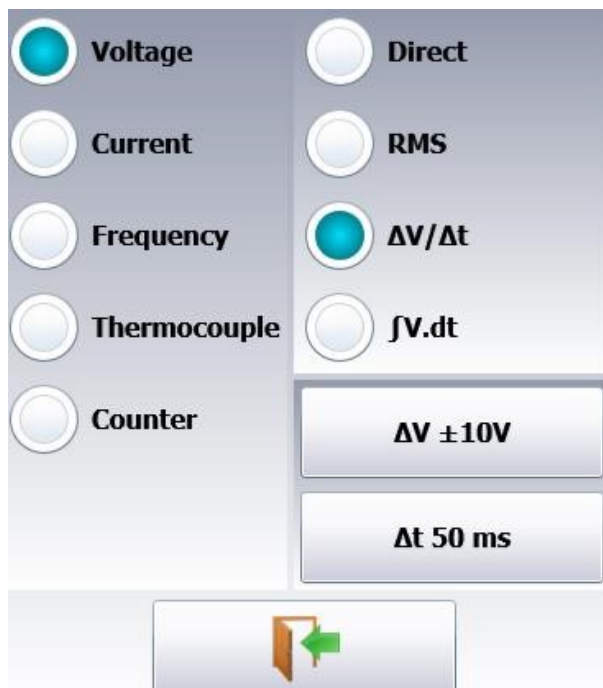 Voltage
Current
Frequency
Thermocouple
Counter
Direct
RMS
ΔV/Δt
∫V.dt
ΔV ±10V
Δt 50 ms